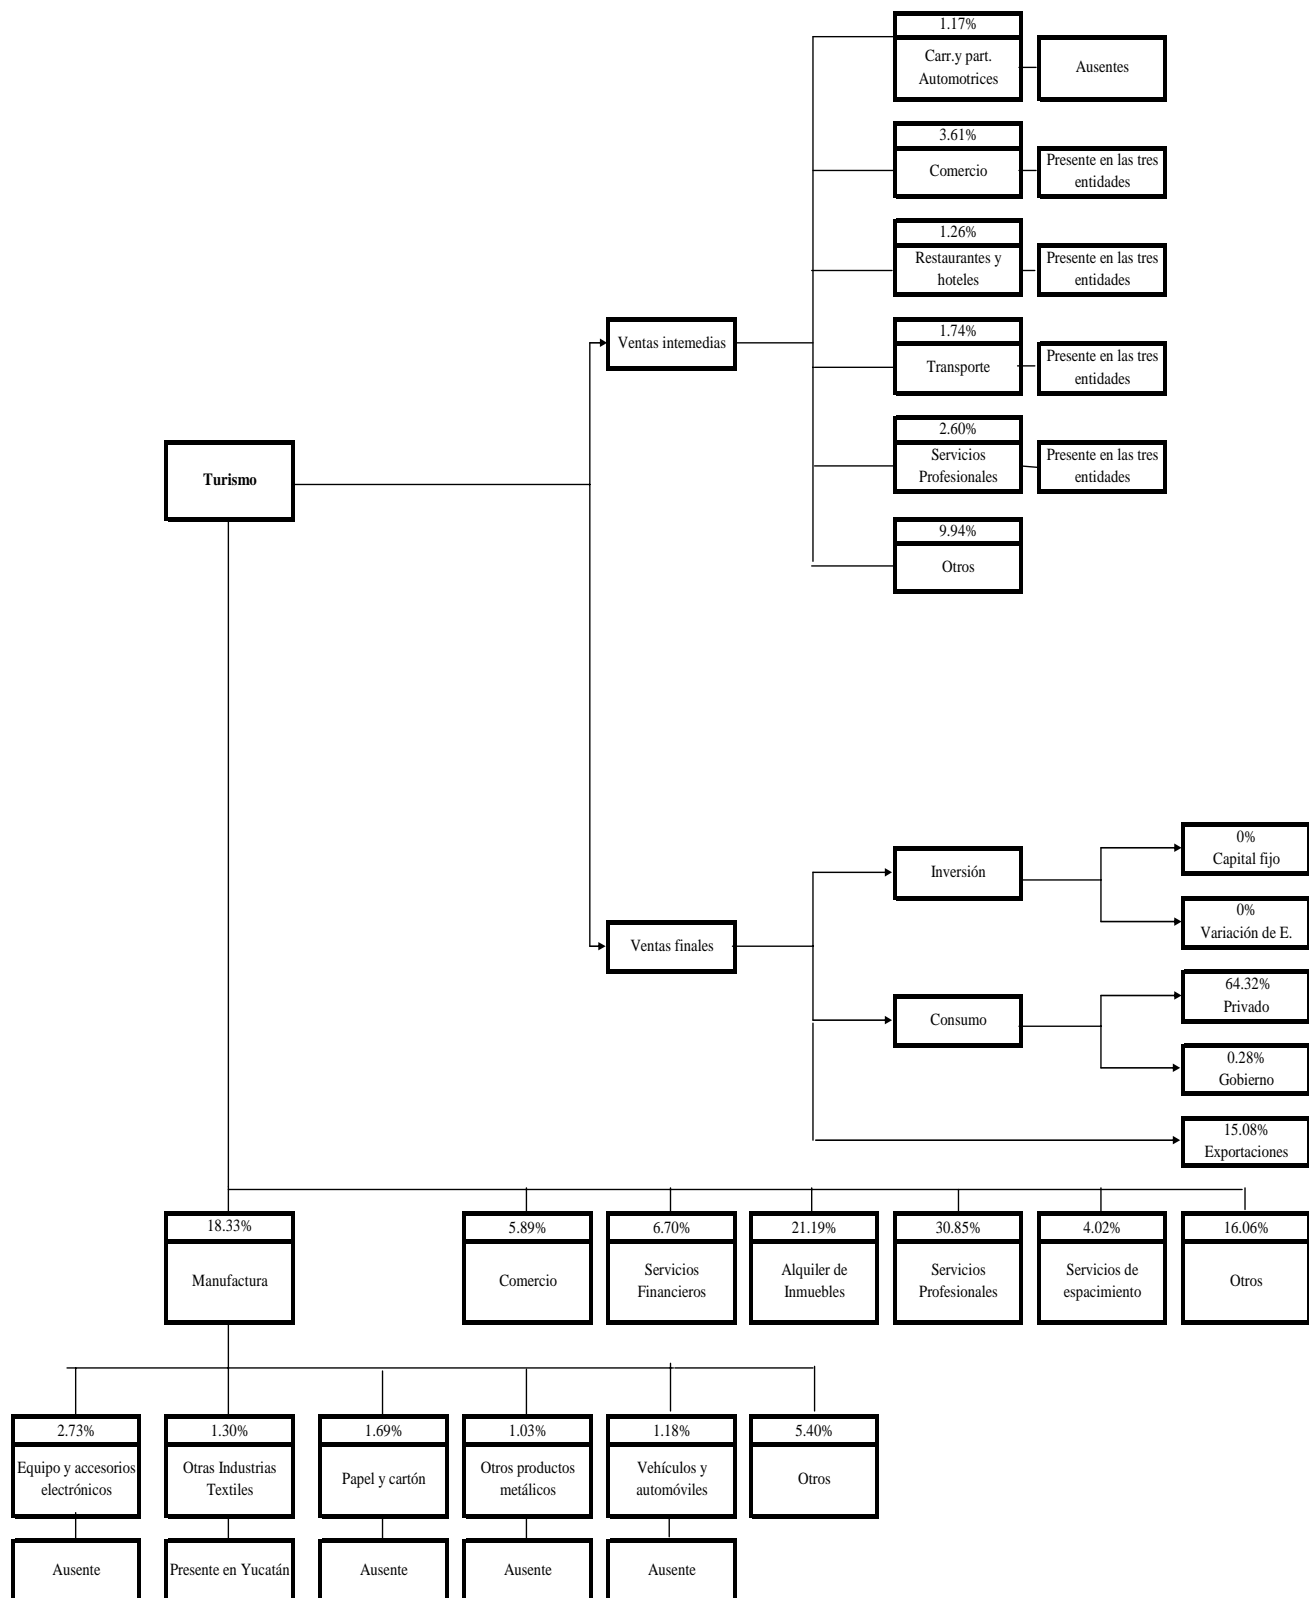 1.17%
Carr.y part.
Automotrices
Ausentes
3.61%
Comercio
Presente en las tres
entidades
1.26%
Restaurantes y
hoteles
Presente en las tres
entidades
Ventas intemedias
1.74%
Transporte
Presente en las tres
entidades
Turismo
2.60%
Servicios
Profesionales
Presente en las tres
entidades
9.94%
Otros
Inversión
0%
Capital fijo
0%
Variación de E.
Ventas finales
Consumo
64.32%
Privado
0.28%
Gobierno
15.08%
Exportaciones
18.33%
Manufactura
5.89%
Comercio
6.70%
Servicios
Financieros
21.19%
Alquiler de
Inmuebles
30.85%
Servicios
Profesionales
4.02%
Servicios de
espacimiento
16.06%
Otros
2.73%
Equipo y accesorios
electrónicos
1.30%
Otras Industrias
Textiles
1.69%
Papel y cartón
1.03%
Otros productos
metálicos
1.18%
Vehículos y
automóviles
5.40%
Otros
Ausente
Presente en Yucatán
Ausente
Ausente
Ausente